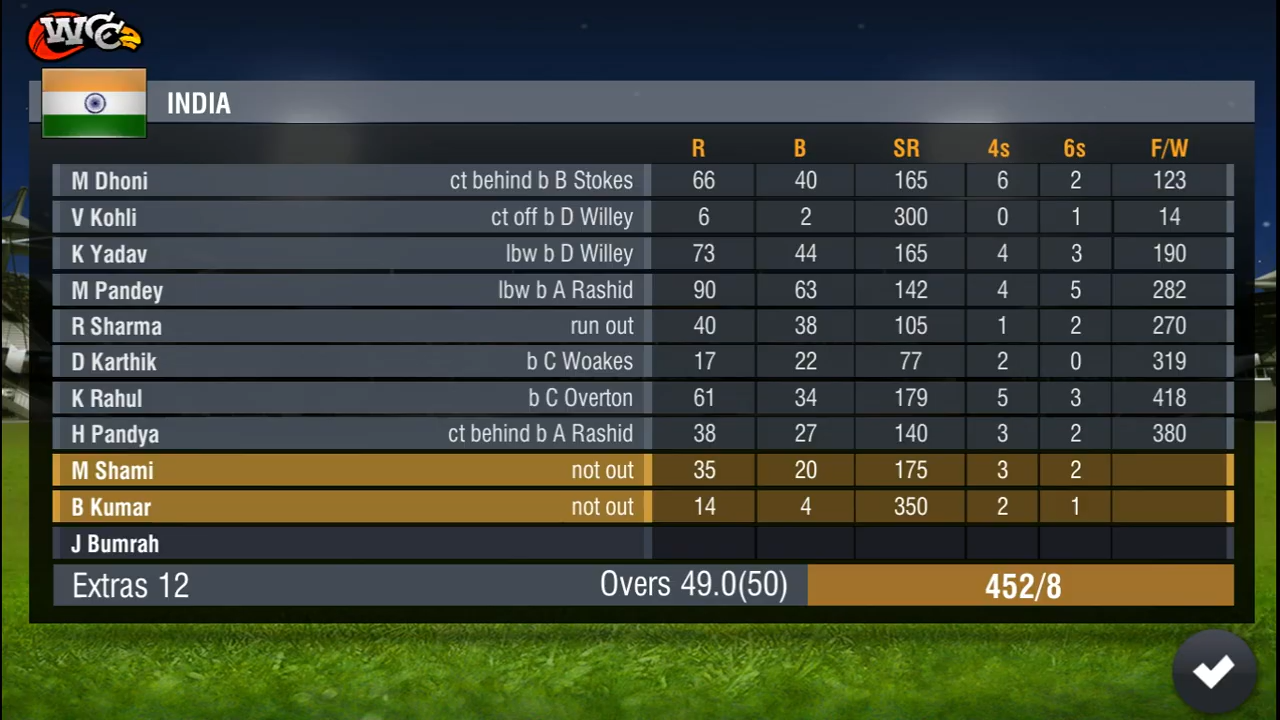 WCC
INDIA
R B SR 4s 6s F/W
M Dhoni ct behind b B Stokes 66 40 165 6 2 123
V Kohli ct off b D Willey 6 2 300 0 1 14
K Yadav lbw b D Willey 73 44 165 4 3 190
M Pandey lbw b A Rashid 90 63 142 4 5 282
R Sharma run out 40 38 105 1 2 270
D Karthik b C Woakes 17 22 77 2 0 319
K Rahul b C Overton 61 34 179 5 3 418
H Pandya ct behind b A Rashid 38 27 140 3 2 380
M Shami not out 35 20 175 3 2
B Kumar not out 14 4 350 2 1
J Bumrah
Extras 12 Overs 49.0(50) 452/8